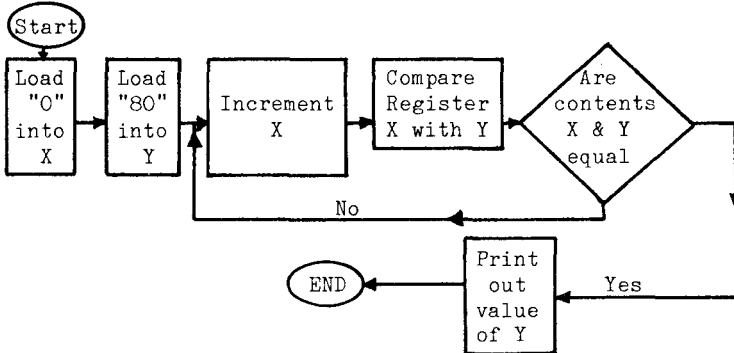 Start
Load
"0"
into
X
Load
"80"
into
Y
Increment
X
Compare
Register
X with Y
Are
contents
X & Y
equal
No
Yes
Print
out
value
of Y
END